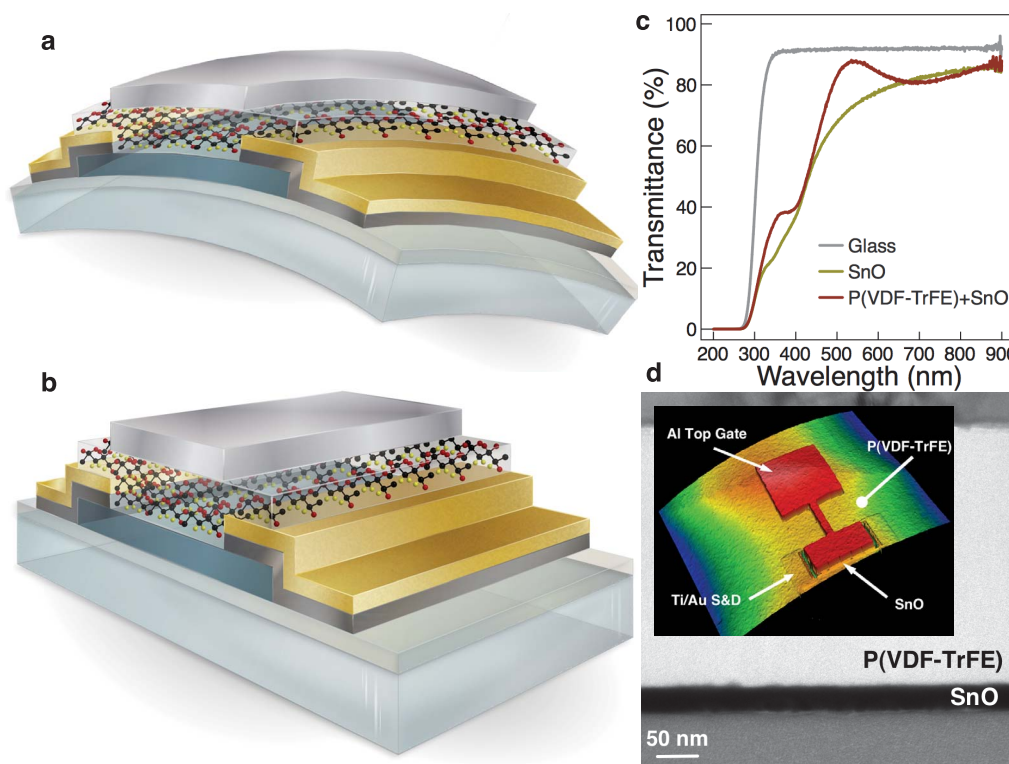 a
b
c
100
80
60
40
20
0
Transmittance (%)
Glass
SnO
P(VDF-TrFE)+SnO
200 300 400 500 600 700 800 900
Wavelength (nm)
d
Al Top Gate
P(VDF-TrFE)
Ti/Au S&D
SnO
P(VDF-TrFE)
SnO
50 nm